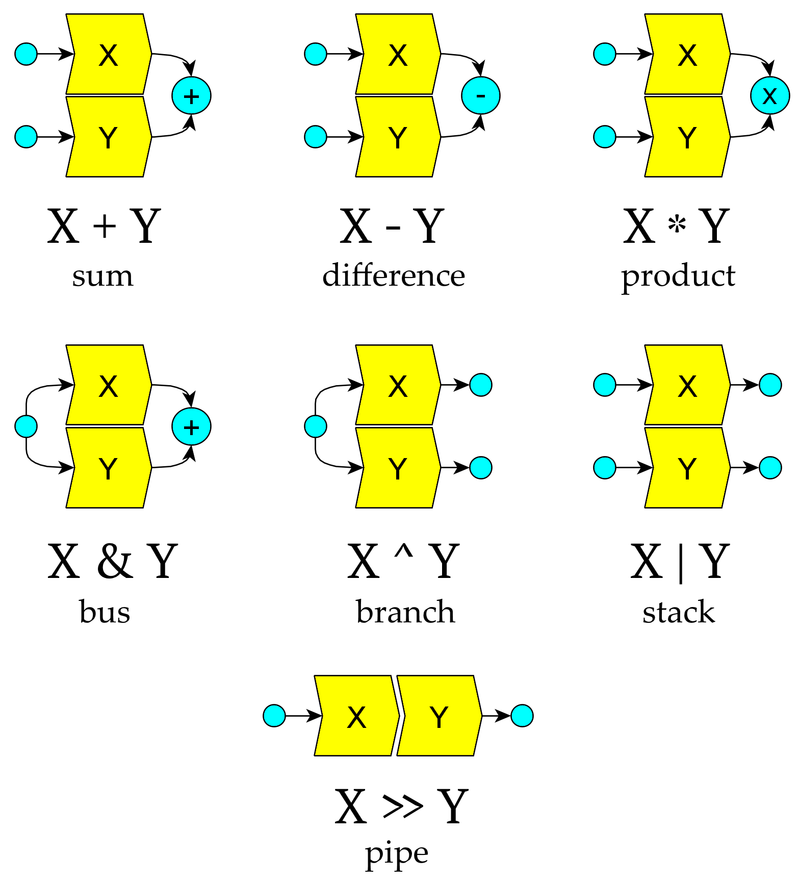 X X X
+ - x
Y Y Y
X + Y X - Y X * Y
sum difference product
X X X
+
Y Y Y
X & Y X ^ Y X | Y
bus branch stack
X Y
X >> Y
pipe